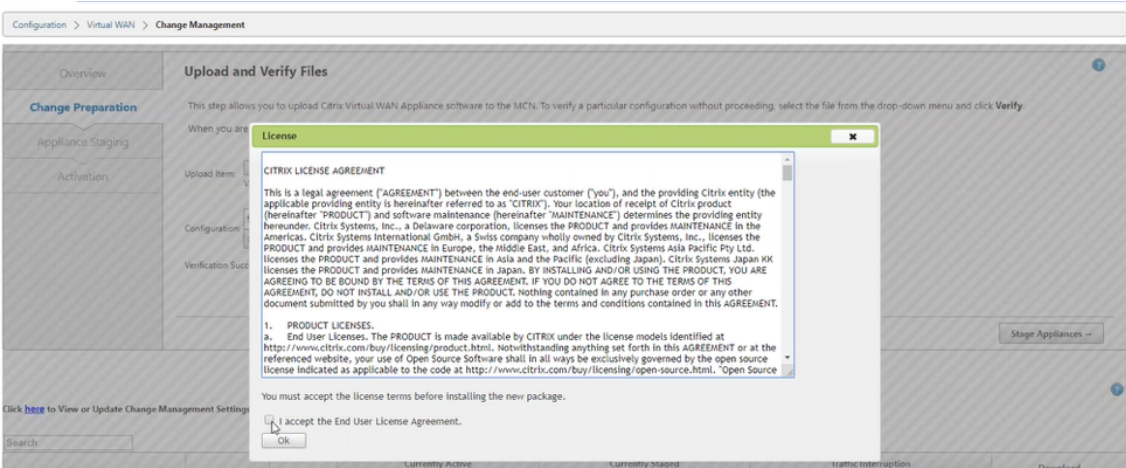 Configuration > Virtual WAN > Change Management
Overview
Change Preparation
Appliance Staging
Activation
Upload and Verify Files
This step allows you to upload Citrix Virtual WAN Appliance software to the MCN. To verify a particular configuration without proceeding, select the file from the drop-down menu and click Verify.
When you are
Upload Item:
Configuration:
Verification Succ
License
CITRIX LICENSE AGREEMENT
This is a legal agreement ("AGREEMENT") between the end-user customer ("you"), and the providing Citrix entity (the
applicable providing entity is hereinafter referred to as "CITRIX"). Your location of receipt of Citrix product
(hereinafter "PRODUCT") and software maintenance (hereinafter "MAINTENANCE") determines the providing entity
hereunder. Citrix Systems, Inc., a Delaware corporation, licenses the PRODUCT and provides MAINTENANCE in the
Americas. Citrix Systems International GmbH, a Swiss company wholly owned by Citrix Systems, Inc., licenses the
PRODUCT and provides MAINTENANCE in Europe, the Middle East, and Africa. Citrix Systems Asia Pacific Pty Ltd.
licenses the PRODUCT and provides MAINTENANCE in Asia and the Pacific (excluding Japan). Citrix Systems Japan KK
licenses the PRODUCT and provides MAINTENANCE in Japan. BY INSTALLING AND/OR USING THE PRODUCT, YOU ARE
AGREEING TO BE BOUND BY THE TERMS OF THIS AGREEMENT. IF YOU DO NOT AGREE TO THE TERMS OF THIS
AGREEMENT, DO NOT INSTALL AND/OR USE THE PRODUCT. Nothing contained in any purchase order or any other
document submitted by you shall in any way modify or add to the terms and conditions contained in this AGREEMENT.
1. PRODUCT LICENSES.
a. End User Licenses. The PRODUCT is made available by CITRIX under the license models identified at
http://www.citrix.com/buy/licensing/product.html. Notwithstanding anything set forth in this AGREEMENT or at the
referenced website, your use of Open Source Software shall in all ways be exclusively governed by the open source
license indicated as applicable to the code at http://www.citrix.com/buy/licensing/open-source.html. "Open Source
You must accept the license terms before installing the new package.
I accept the End User License Agreement.
Ok
Stage Appliances
Click here to View or Update Change Management Settings
Search
Currently Active
Currently Staged
Traffic Interruption
Download